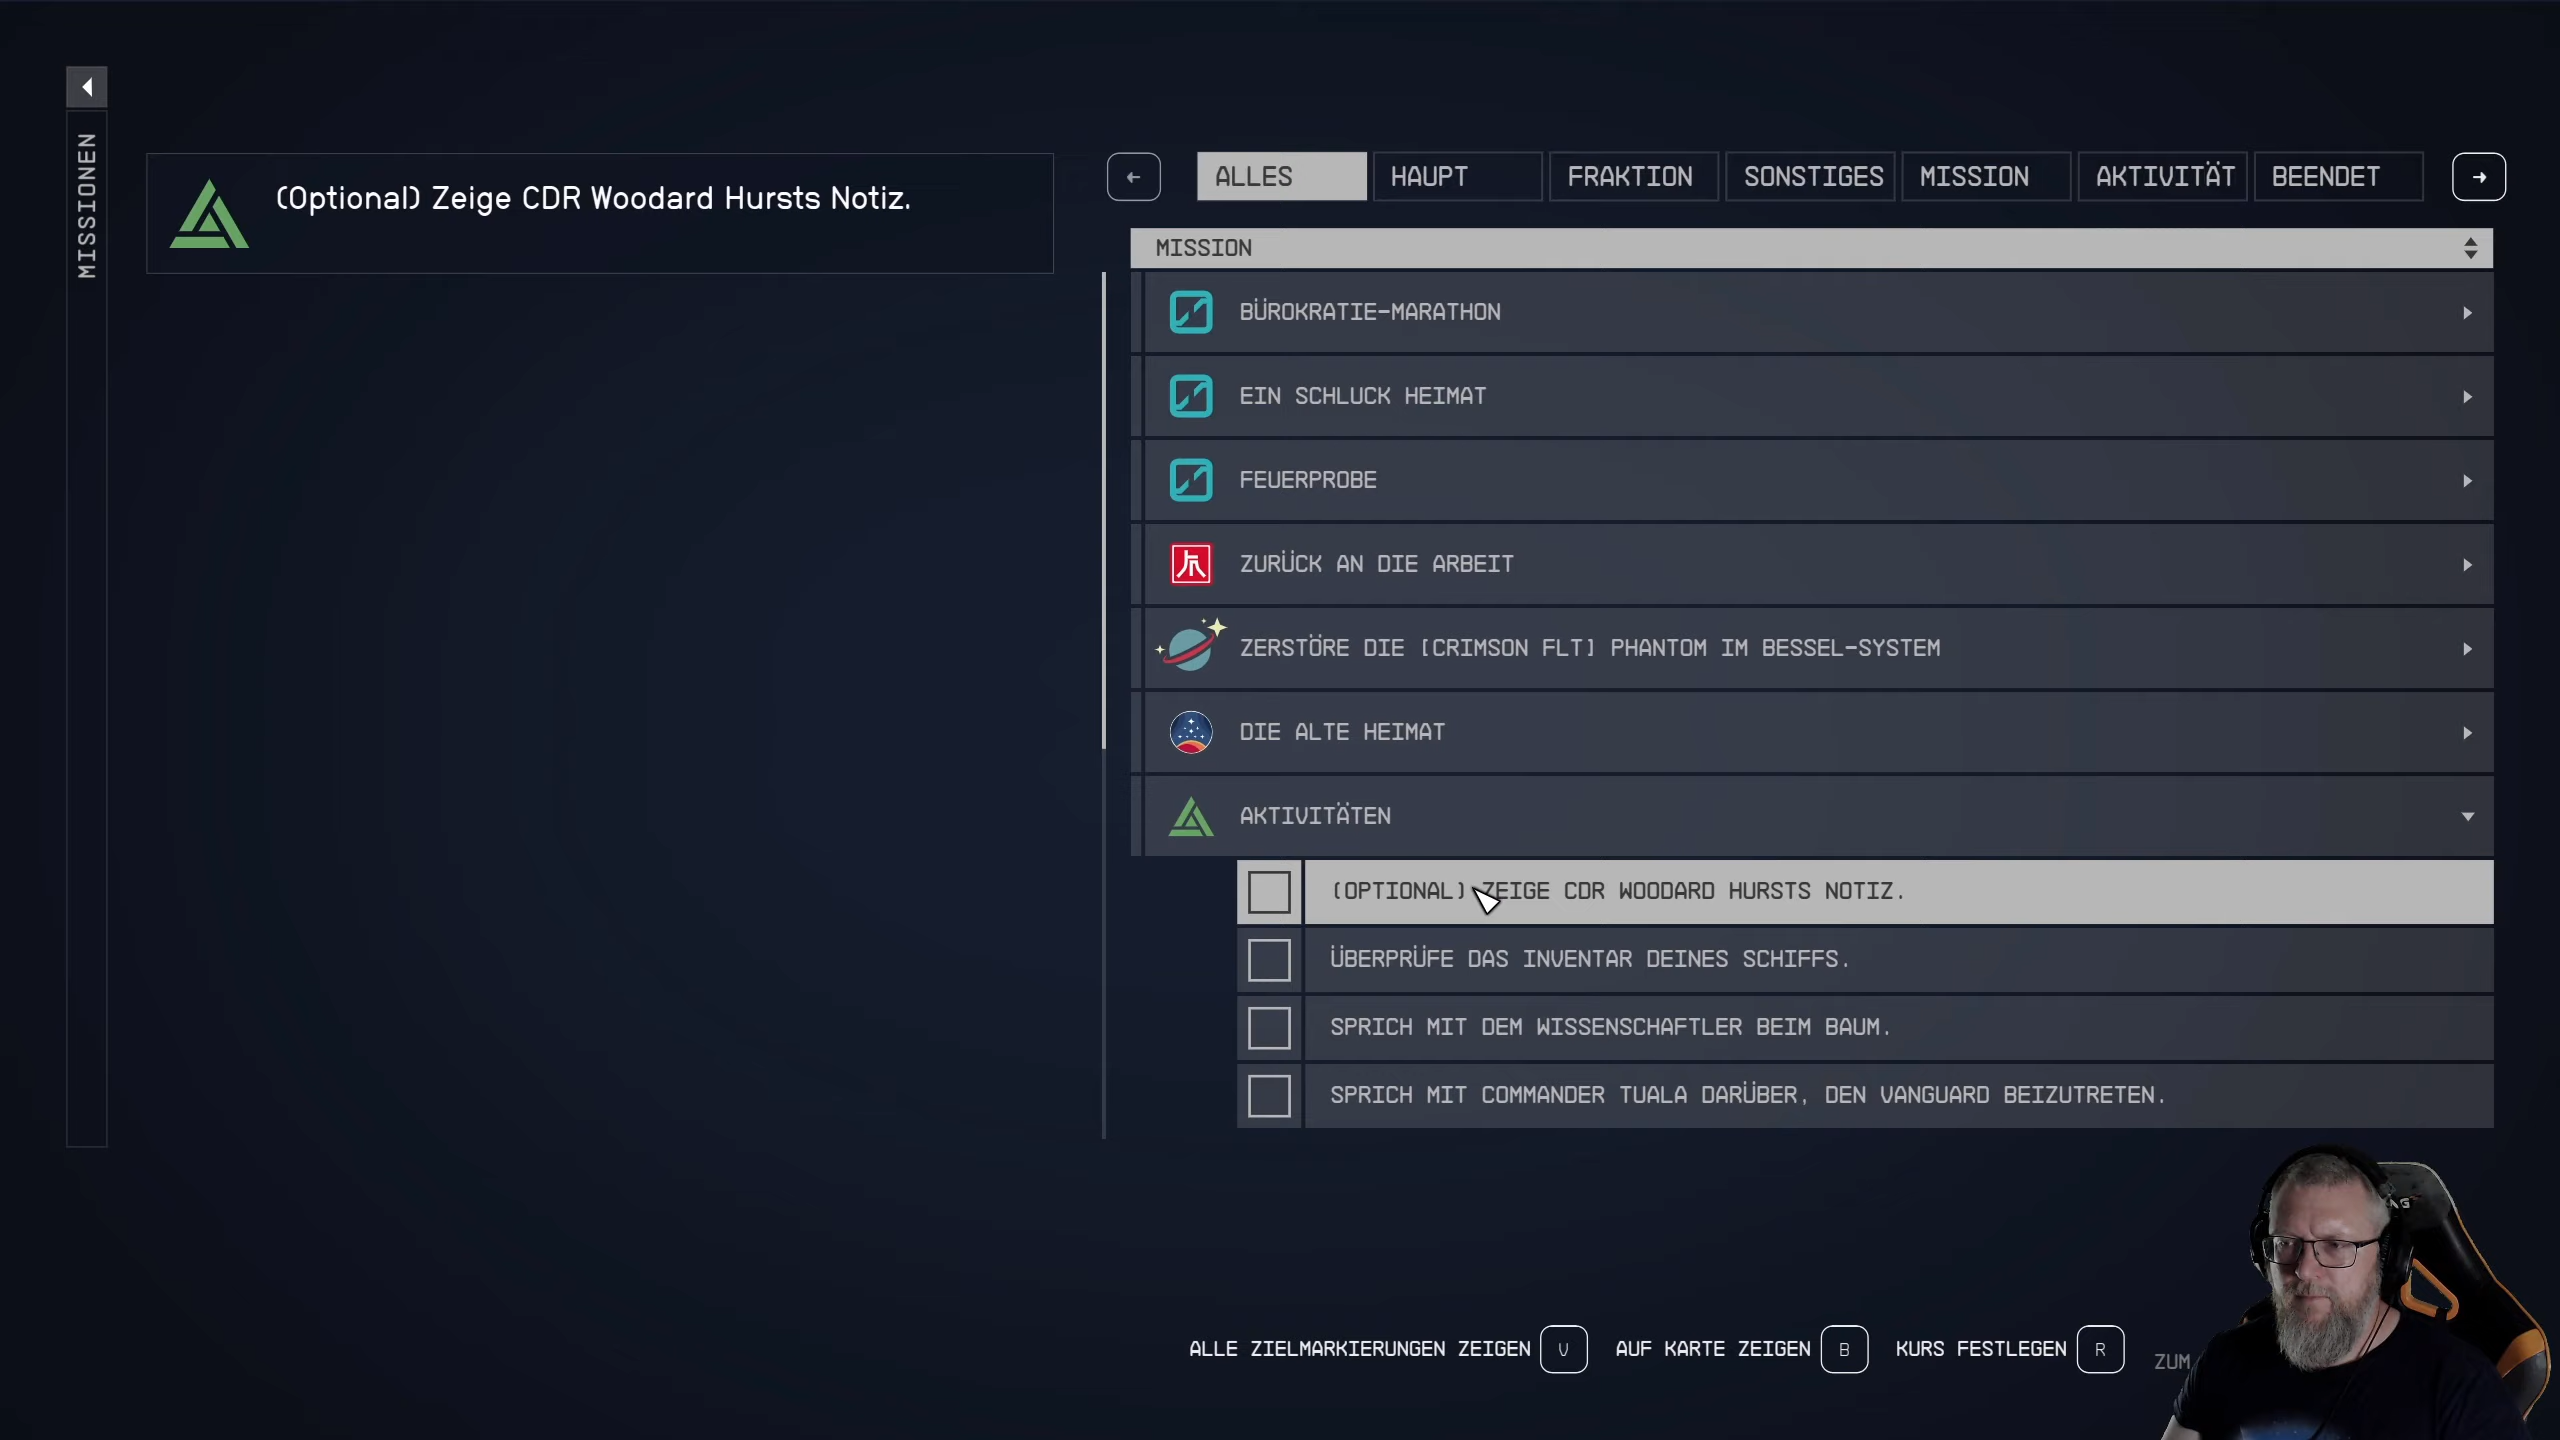 MISSIONEN
(Optional) Zeige CDR Woodard Hursts Notiz.
ALLES HAUPT FRAKTION SONSTIGES MISSION AKTIVITÄT BEENDET
MISSION
BÜROKRATIE-MARATHON
EIN SCHLUCK HEIMAT
FEUERPROBE
ZURÜCK AN DIE ARBEIT
ZERSTÖRE DIE [CRIMSON FLT] PHANTOM IM BESSEL-SYSTEM
DIE ALTE HEIMAT
AKTIVITÄTEN
(OPTIONAL) ZEIGE CDR WOODARD HURSTS NOTIZ.
ÜBERPRÜFE DAS INVENTAR DEINES SCHIFFS.
SPRICH MIT DEM WISSENSCHAFTLER BEIM BAUM.
SPRICH MIT COMMANDER TUALA DARÜBER, DEN VANGUARD BEIZUTRETEN.
ALLE ZIELMARKIERUNGEN ZEIGEN V AUF KARTE ZEIGEN B KURS FESTLEGEN R ZUM